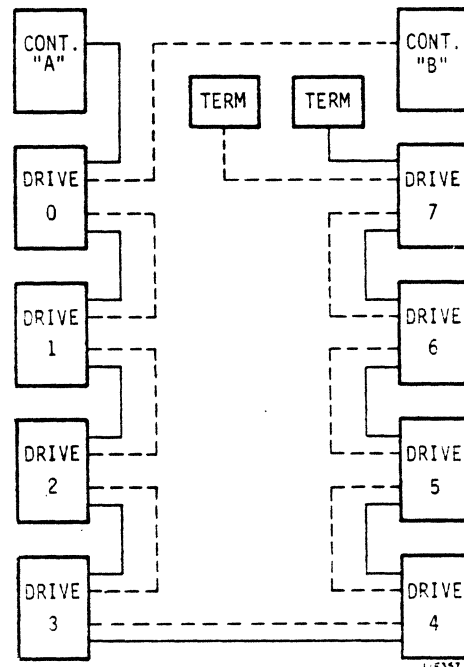 CONT.
"A"
CONT.
"B"
TERM
TERM
DRIVE
0
DRIVE
7
DRIVE
1
DRIVE
6
DRIVE
2
DRIVE
5
DRIVE
3
DRIVE
4